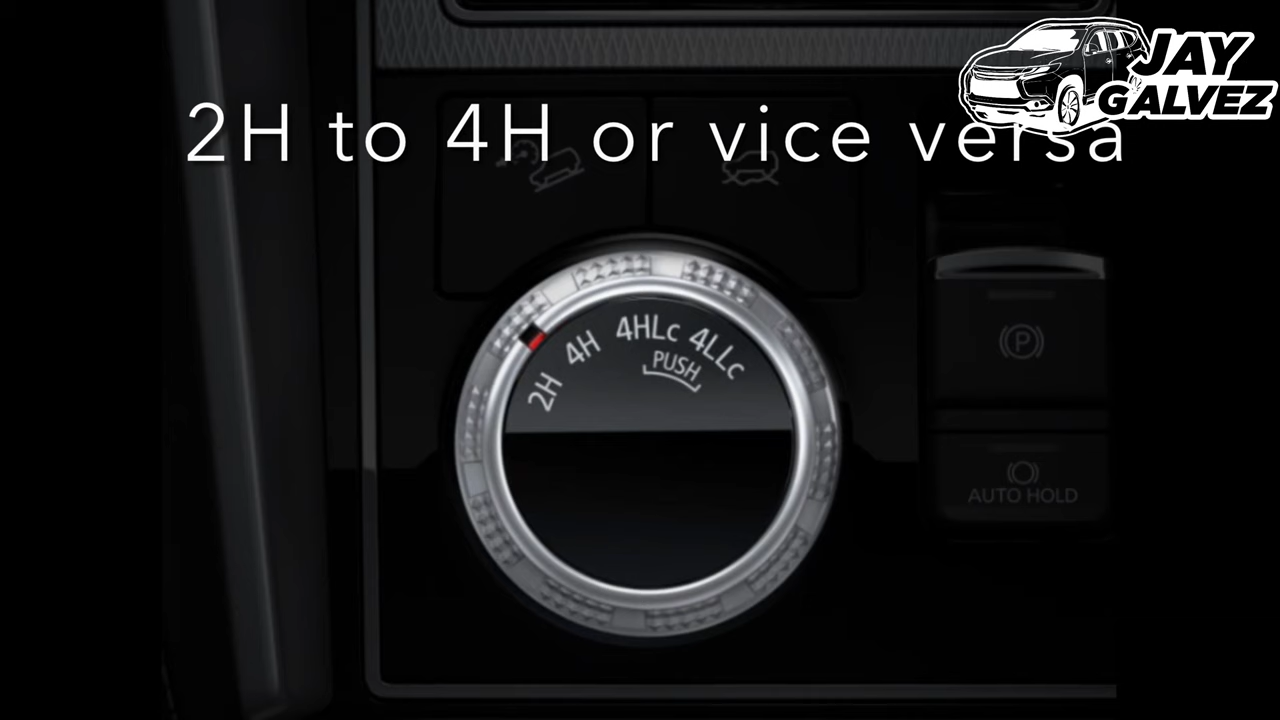 JAY
GALVEZ
2H to 4H or vice versa
2H 4H 4HLc 4LLc
PUSH
P
AUTO HOLD